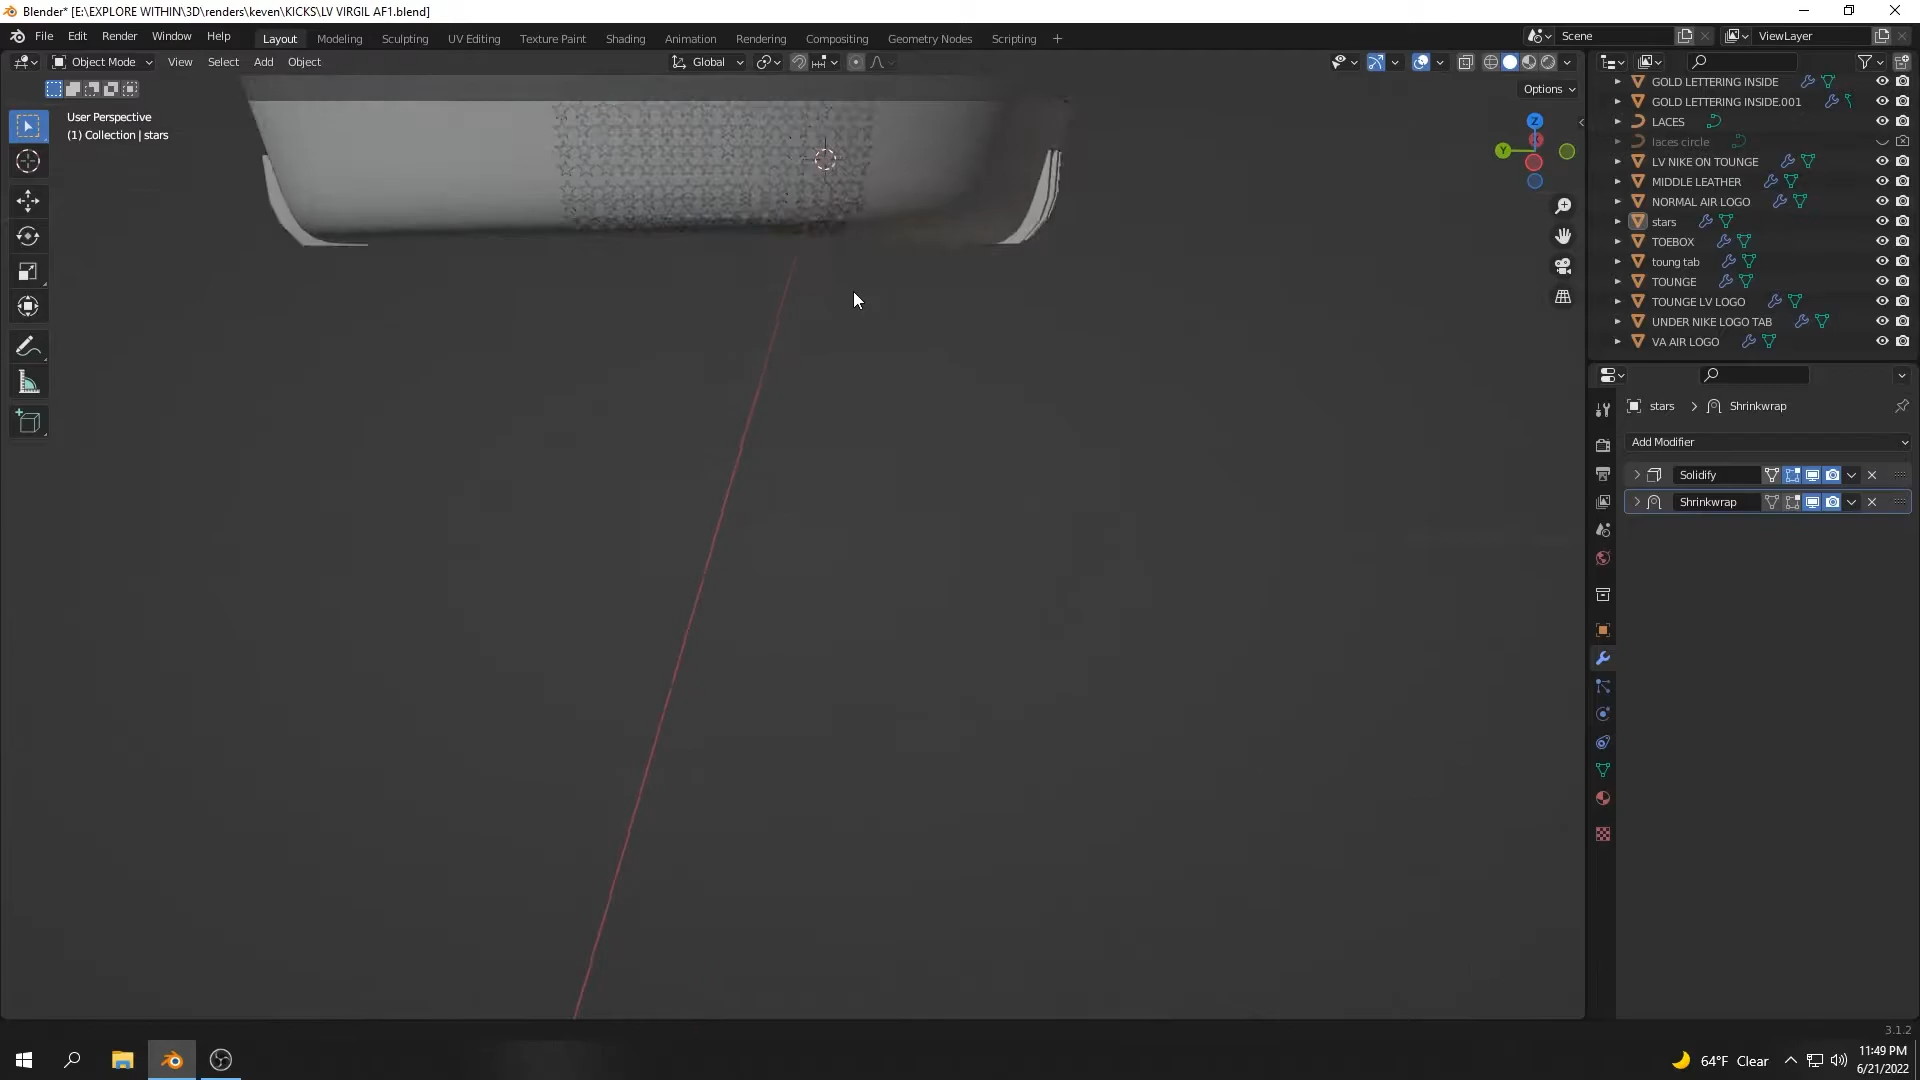 Blender* [E:\EXPLORE WITHIN\3D\renders\keven\KICKS\LV VIRGIL AF1.blend]
File Edit Render Window Help Layout Modeling Sculpting UV Editing Texture Paint Shading Animation Rendering Compositing Geometry Nodes Scripting + Scene ViewLayer
Object Mode View Select Add Object Global
Options
User Perspective
(1) Collection | stars
Z
Y
GOLD LETTERING INSIDE
GOLD LETTERING INSIDE.001
LACES
laces circle
LV NIKE ON TOUNGE
MIDDLE LEATHER
NORMAL AIR LOGO
stars
TOEBOX
toung tab
TOUNGE
TOUNGE LV LOGO
UNDER NIKE LOGO TAB
VA AIR LOGO
stars > Shrinkwrap
Add Modifier
Solidify
Shrinkwrap
3.1.2
64°F Clear
11:49 PM
6/21/2022